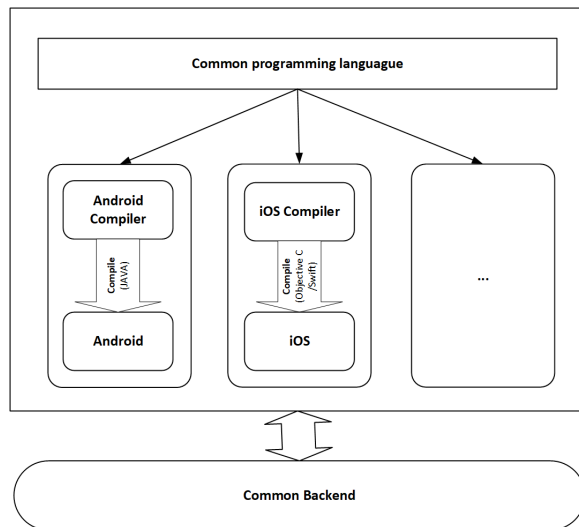 Common programming languague
Android
Compiler
iOS Compiler
...
Compile
(JAVA)
Compile
(Objective C
/Swift)
Android
iOS
Common Backend